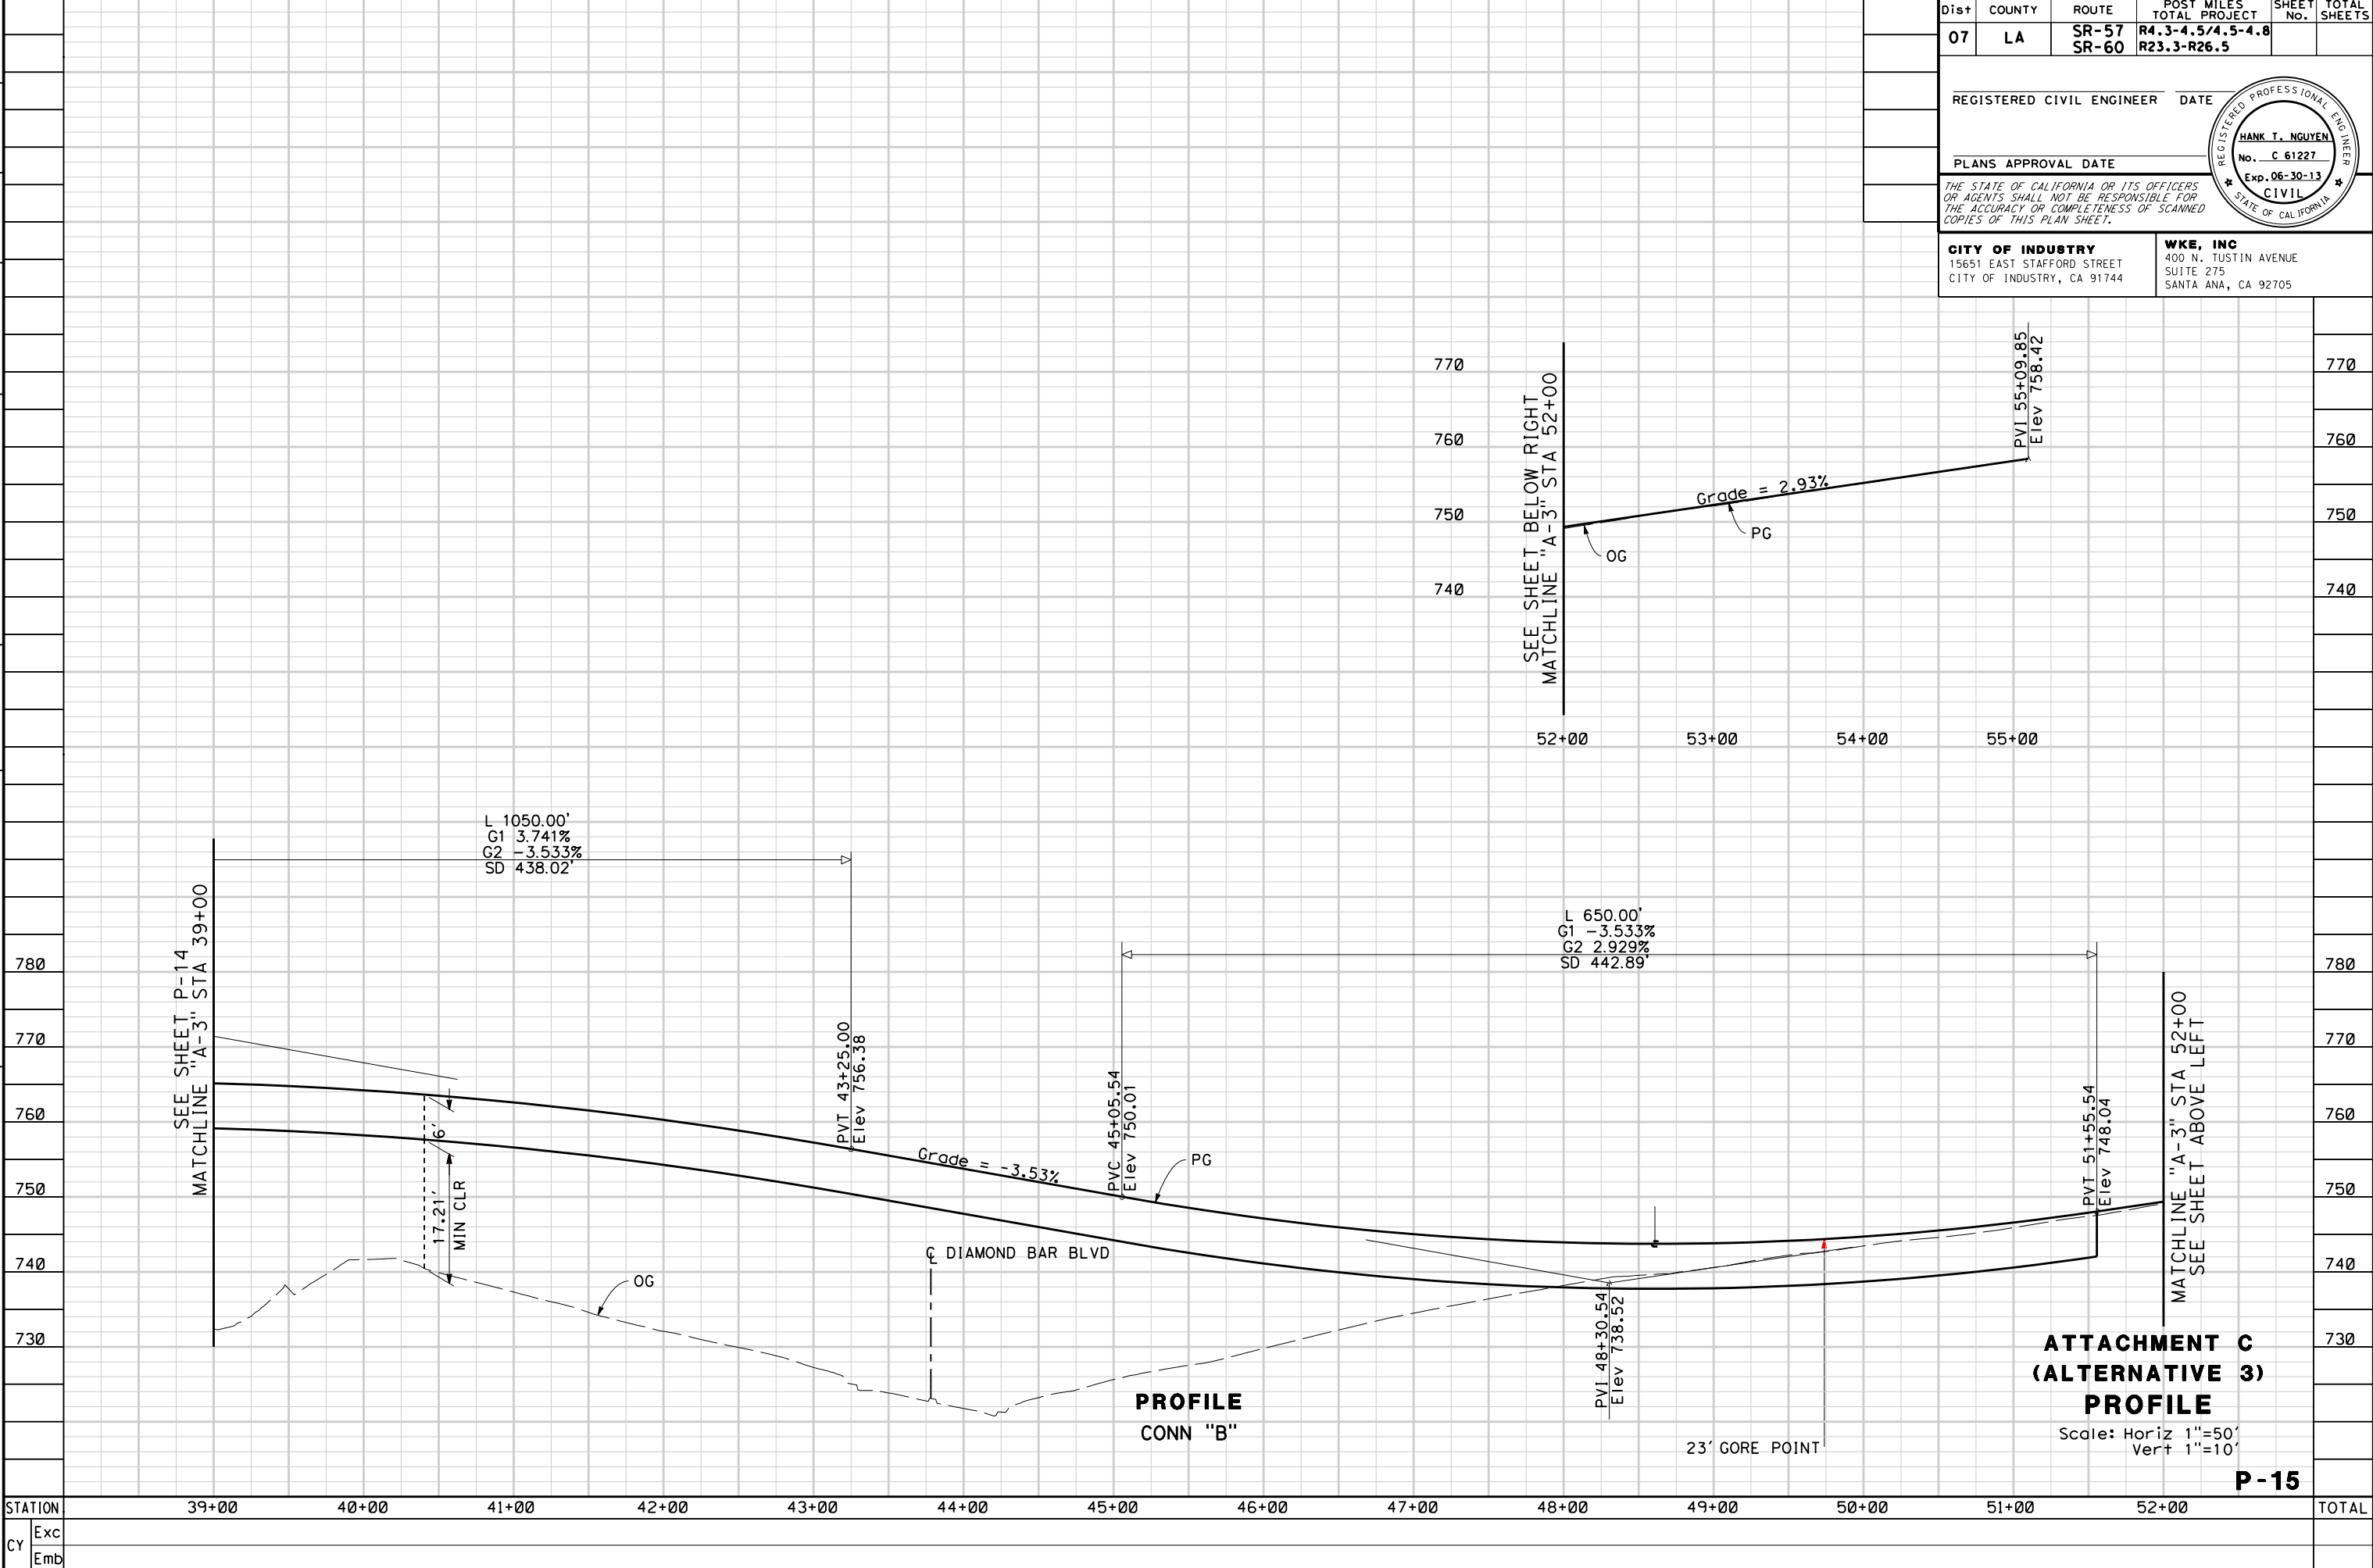 Dist COUNTY ROUTE POST MILES TOTAL PROJECT SHEET No. TOTAL SHEETS
07 LA SR-57 R4.3-4.5/4.5-4.8
SR-60 R23.3-R26.5
REGISTERED CIVIL ENGINEER DATE
PLANS APPROVAL DATE
REGISTERED PROFESSIONAL ENGINEER
HANK T. NGUYEN
No. C 61227
Exp. 06-30-13
CIVIL
STATE OF CALIFORNIA
THE STATE OF CALIFORNIA OR ITS OFFICERS
OR AGENTS SHALL NOT BE RESPONSIBLE FOR
THE ACCURACY OR COMPLETENESS OF SCANNED
COPIES OF THIS PLAN SHEET.
CITY OF INDUSTRY
15651 EAST STAFFORD STREET
CITY OF INDUSTRY, CA 91744
WKE, INC
400 N. TUSTIN AVENUE
SUITE 275
SANTA ANA, CA 92705
770
760
750
740
SEE SHEET BELOW RIGHT
MATCHLINE "A-3" STA 52+00
Grade = 2.93%
OG
PG
PVI 55+09.85
Elev 758.42
770
760
750
740
52+00 53+00 54+00 55+00
L 1050.00'
G1 3.741%
G2 -3.533%
SD 438.02'
L 650.00'
G1 -3.533%
G2 2.929%
SD 442.89'
780
770
760
750
740
730
SEE SHEET P-14
MATCHLINE "A-3" STA 39+00
6'
17.21'
MIN CLR
OG
PVT 43+25.00
Elev 756.38
Grade = -3.53%
℄ DIAMOND BAR BLVD
PVC 45+05.54
Elev 750.01
PG
PVI 48+30.54
Elev 738.52
23' GORE POINT
PVT 51+55.54
Elev 748.04
MATCHLINE "A-3" STA 52+00
SEE SHEET ABOVE LEFT
780
770
760
750
740
730
PROFILE
CONN "B"
ATTACHMENT C
(ALTERNATIVE 3)
PROFILE
Scale: Horiz 1"=50'
Vert 1"=10'
P-15
STATION 39+00 40+00 41+00 42+00 43+00 44+00 45+00 46+00 47+00 48+00 49+00 50+00 51+00 52+00 TOTAL
CY Exc
Emb